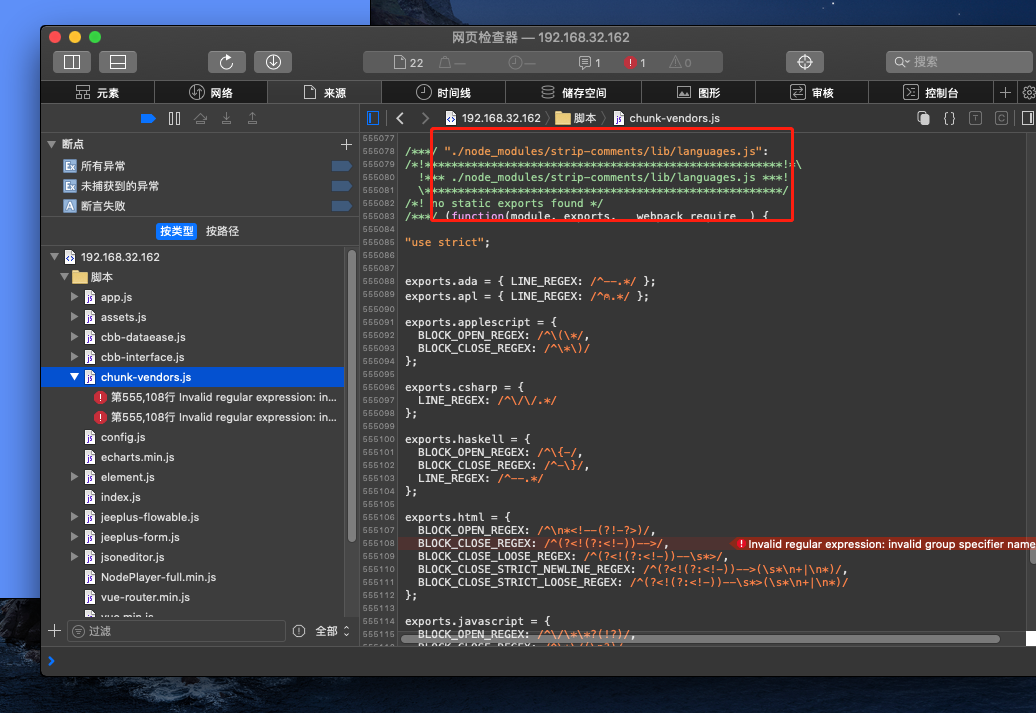 网页检查器 — 192.168.32.162
22 — — 1 1 0
搜索
元素 网络 来源 时间线 储存空间 图形 审核 控制台
192.168.32.162 脚本 chunk-vendors.js
断点
Ex 所有异常
Ex 未捕获到的异常
A 断言失败
按类型 按路径
192.168.32.162
脚本
app.js
assets.js
cbb-dataease.js
cbb-interface.js
chunk-vendors.js
第555,108行 Invalid regular expression: in...
第555,108行 Invalid regular expression: in...
config.js
echarts.min.js
element.js
index.js
jeeplus-flowable.js
jeeplus-form.js
jsoneditor.js
NodePlayer-full.min.js
vue-router.min.js
vue.min.js
过滤
全部
555077
555078 /***/ "./node_modules/strip-comments/lib/languages.js":
555079 /*!******************************************************!*\
555080 !*** ./node_modules/strip-comments/lib/languages.js ***!
555081 \******************************************************/
555082 /*! no static exports found */
555083 /***/ (function(module, exports, __webpack_require__) {
555084
555085 "use strict";
555086
555087
555088 exports.ada = { LINE_REGEX: /^--.*/ };
555089 exports.apl = { LINE_REGEX: /^⍝.*/ };
555090
555091 exports.applescript = {
555092 BLOCK_OPEN_REGEX: /^\(\*/,
555093 BLOCK_CLOSE_REGEX: /^\*\)/
555094 };
555095
555096 exports.csharp = {
555097 LINE_REGEX: /^\/\/.*/
555098 };
555099
555100 exports.haskell = {
555101 BLOCK_OPEN_REGEX: /^\{-/,
555102 BLOCK_CLOSE_REGEX: /^-\}/,
555103 LINE_REGEX: /^--.*/
555104 };
555105
555106 exports.html = {
555107 BLOCK_OPEN_REGEX: /^\n*<!--(?!-?>)/,
555108 BLOCK_CLOSE_REGEX: /^(?<!(?:<!-))-->/, Invalid regular expression: invalid group specifier name
555109 BLOCK_CLOSE_LOOSE_REGEX: /^(?<!(?:<!-))--\s*>/,
555110 BLOCK_CLOSE_STRICT_NEWLINE_REGEX: /^(?<!(?:<!-))-->(\s*\n+|\n*)/,
555111 BLOCK_CLOSE_STRICT_LOOSE_REGEX: /^(?<!(?:<!-))--\s*>(\s*\n+|\n*)/
555112 };
555113
555114 exports.javascript = {
555115 BLOCK_OPEN_REGEX: /^\/\*\*?(!?)/,